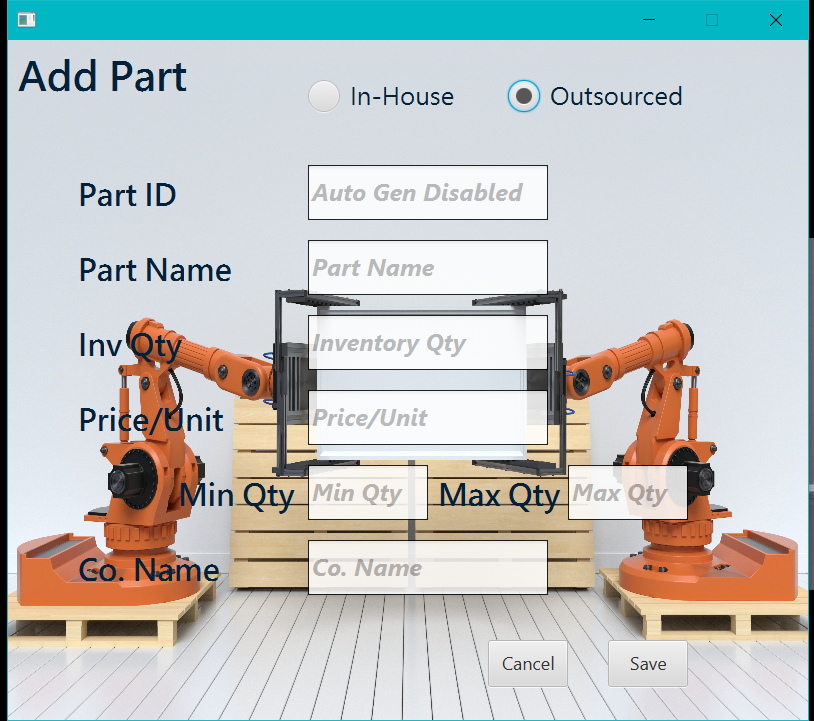 Add Part
In-House Outsourced
Part ID Auto Gen Disabled
Part Name Part Name
Inv Qty Inventory Qty
Price/Unit Price/Unit
Min Qty Min Qty Max Qty Max Qty
Co. Name Co. Name
Cancel Save